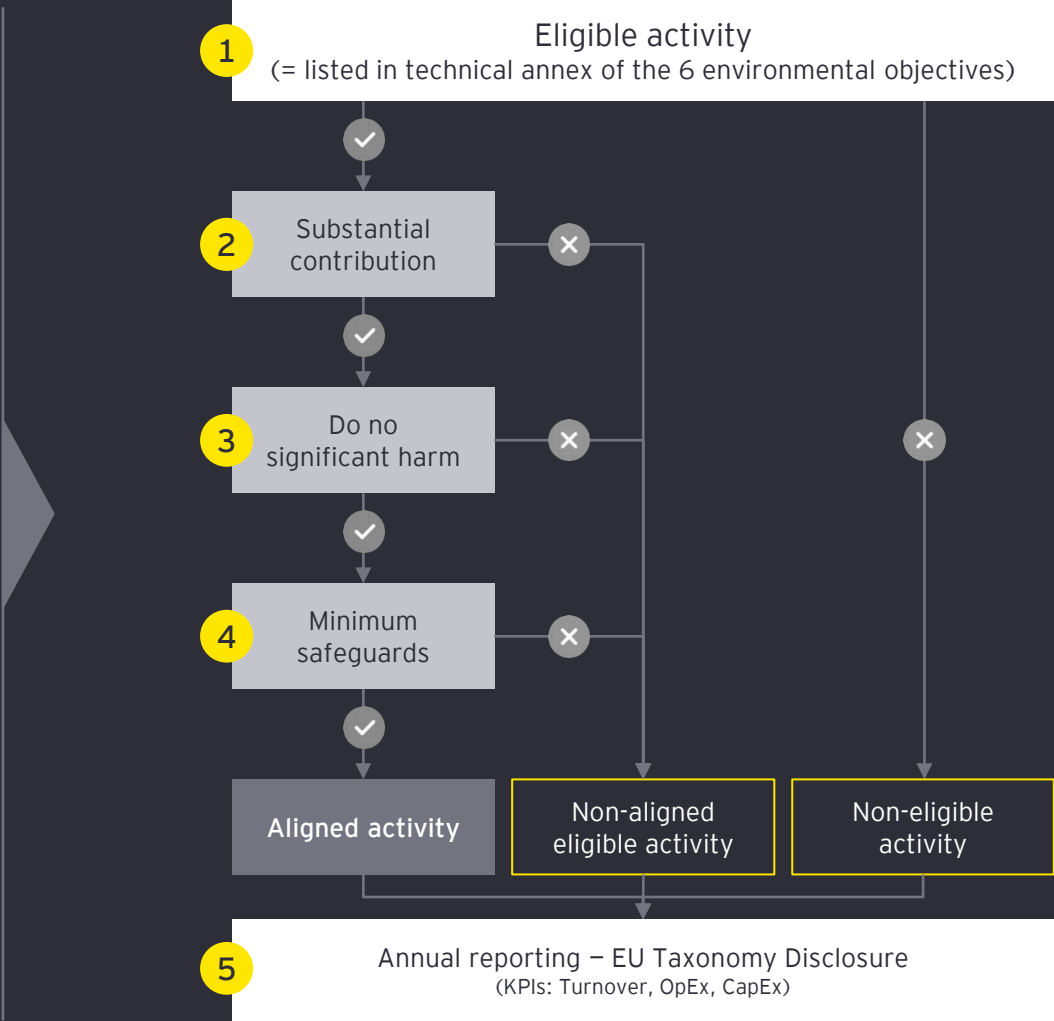 1
Eligible activity
(= listed in technical annex of the 6 environmental objectives)
2
Substantial
contribution
3
Do no
significant harm
4
Minimum
safeguards
Aligned activity
Non-aligned
eligible activity
Non-eligible
activity
5
Annual reporting – EU Taxonomy Disclosure
(KPIs: Turnover, OpEx, CapEx)